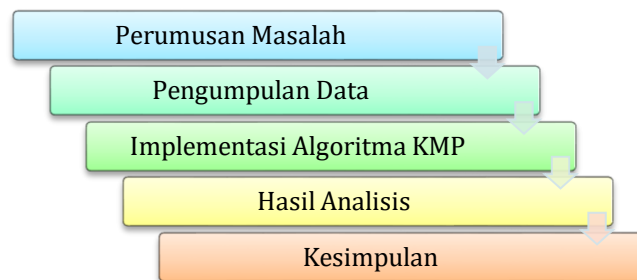 Perumusan Masalah
Pengumpulan Data
Implementasi Algoritma KMP
Hasil Analisis
Kesimpulan